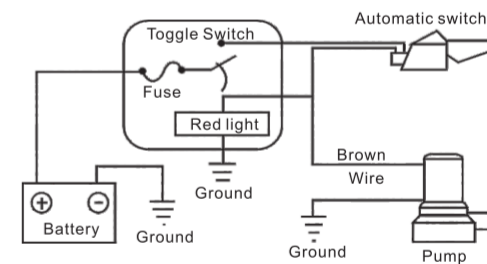 Automatic switch
Toggle Switch
Fuse
Red light
Ground
Brown
Wire
+
-
Battery
Ground
Ground
Pump